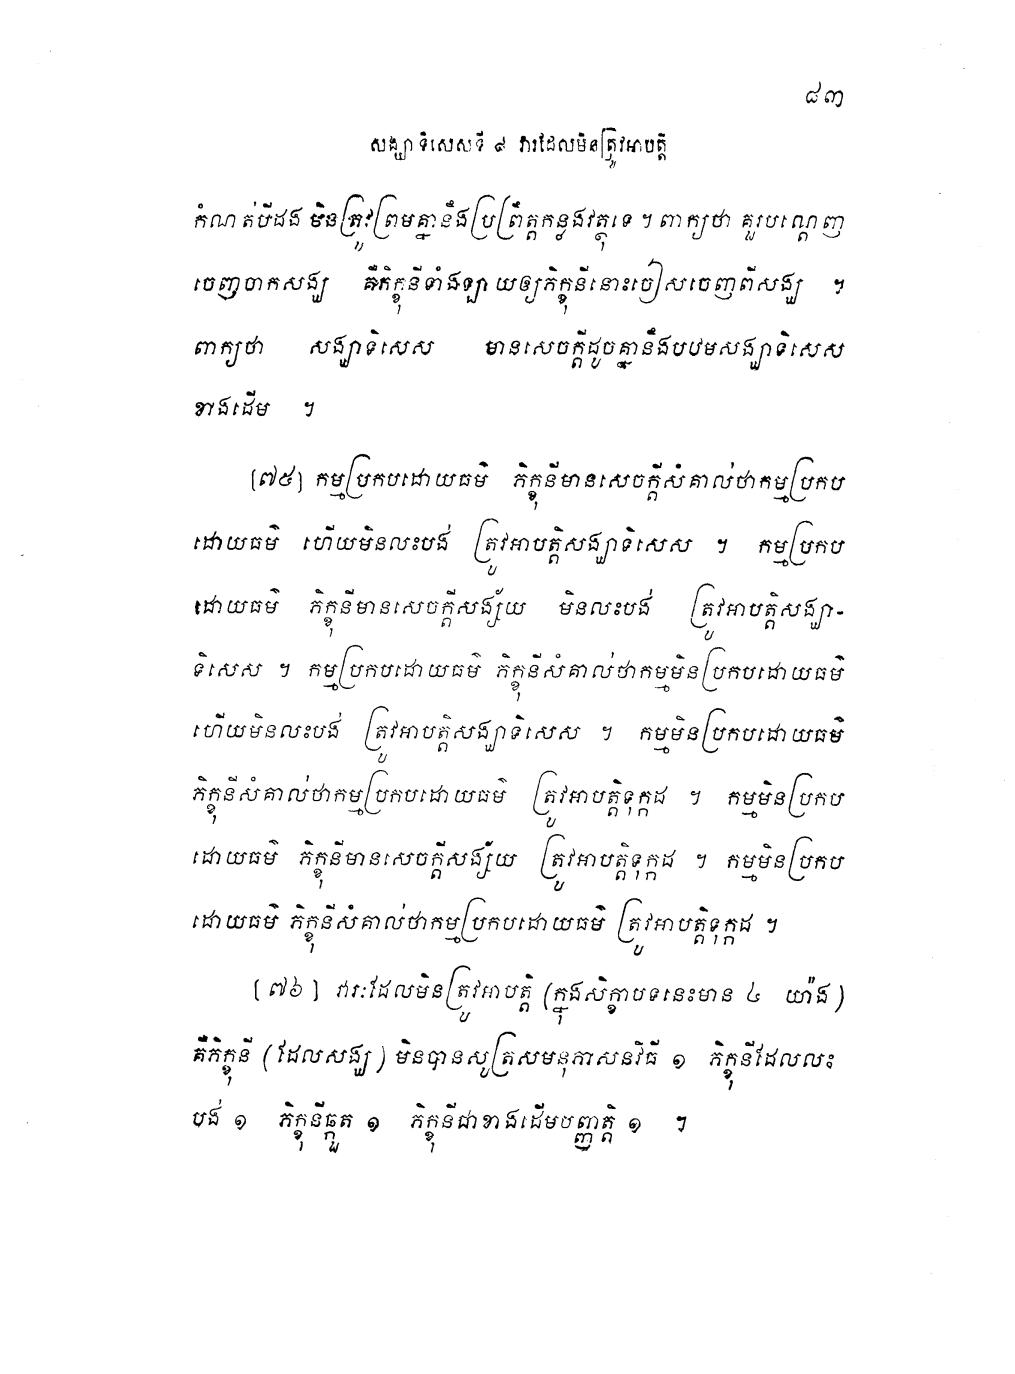 ៨៣
សង្ឃាទិសេសទី ៩ វារដែលមិនត្រូវអាបត្តិ
កំណត់បីដង មិនត្រូវព្រមគ្នានឹងប្រព្រឹត្តកន្លងវត្ថុទេ ។ ពាក្យថា គួរបណ្តេញ
ចេញចាកសង្ឃ គឺភិក្ខុនីទាំងឡាយឲ្យភិក្ខុនីនោះចៀសចេញពីសង្ឃ ។
ពាក្យថា សង្ឃាទិសេស មានសេចក្តីដូចគ្នានឹងបឋមសង្ឃាទិសេស
ខាងដើម ។
[៧៥] កម្មប្រកបដោយធម៌ ភិក្ខុនីមានសេចក្តីសំគាល់ថាកម្មប្រកប
ដោយធម៌ ហើយមិនលះបង់ ត្រូវអាបត្តិសង្ឃាទិសេស ។ កម្មប្រកប
ដោយធម៌ ភិក្ខុនីមានសេចក្តីសង្ស័យ មិនលះបង់ ត្រូវអាបត្តិសង្ឃា-
ទិសេស ។ កម្មប្រកបដោយធម៌ ភិក្ខុនីសំគាល់ថាកម្មមិនប្រកបដោយធម៌
ហើយមិនលះបង់ ត្រូវអាបត្តិសង្ឃាទិសេស ។ កម្មមិនប្រកបដោយធម៌
ភិក្ខុនីសំគាល់ថាកម្មប្រកបដោយធម៌ ត្រូវអាបត្តិទុក្កដ ។ កម្មមិនប្រកប
ដោយធម៌ ភិក្ខុនីមានសេចក្តីសង្ស័យ ត្រូវអាបត្តិទុក្កដ ។ កម្មមិនប្រកប
ដោយធម៌ ភិក្ខុនីសំគាល់ថាកម្មប្រកបដោយធម៌ ត្រូវអាបត្តិទុក្កដ ។
[៧៦] វារៈដែលមិនត្រូវអាបត្តិ (ក្នុងសិក្ខាបទនេះមាន ៤ យ៉ាង)
គឺភិក្ខុនី (ដែលសង្ឃ) មិនបានសូត្រសមនុភាសនវិធី ១ ភិក្ខុនីដែលលះ
បង់ ១ ភិក្ខុនីឆ្កួត ១ ភិក្ខុនីជាខាងដើមបញ្ញត្តិ ១ ។